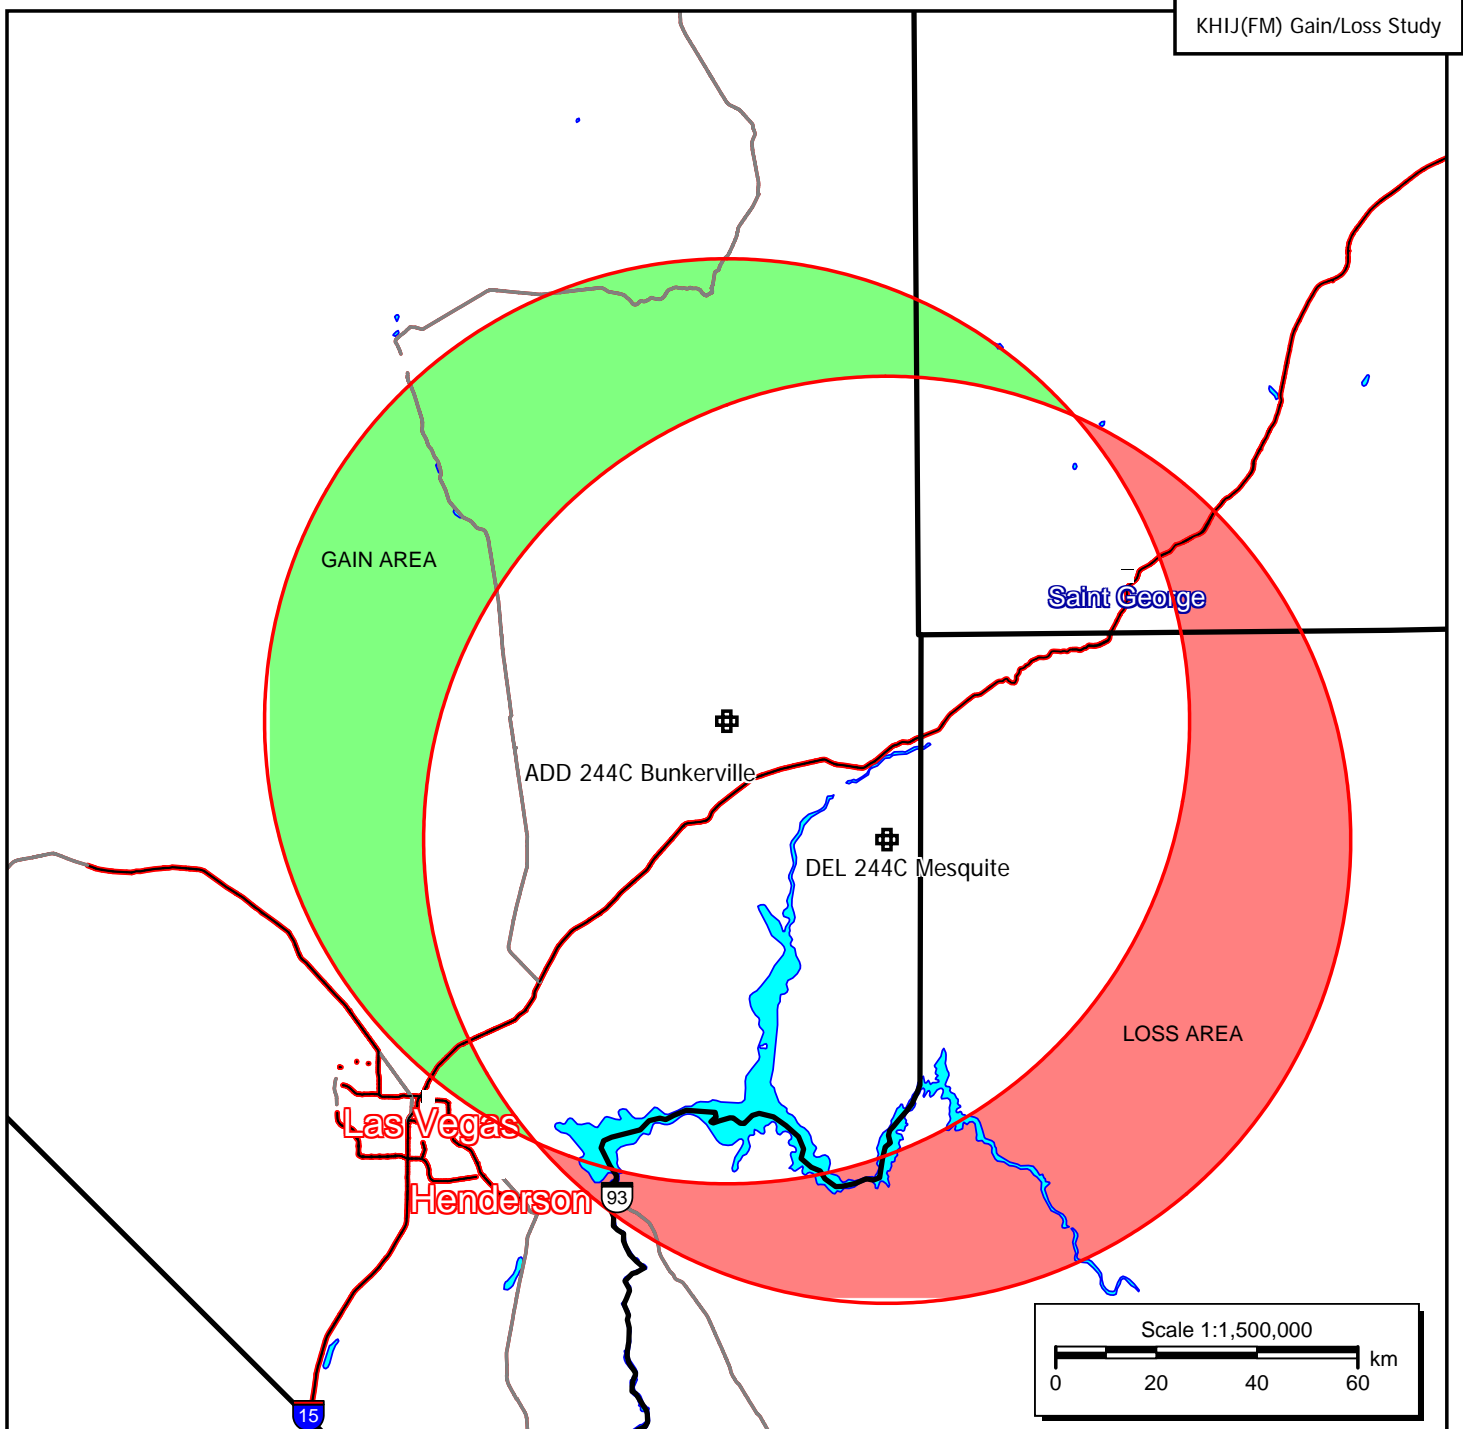 KHIJ(FM) Gain/Loss Study
GAIN AREA
Saint George
ADD 244C Bunkerville
DEL 244C Mesquite
LOSS AREA
Las Vegas
Henderson
93
Scale 1:1,500,000
km
0 20 40 60
15